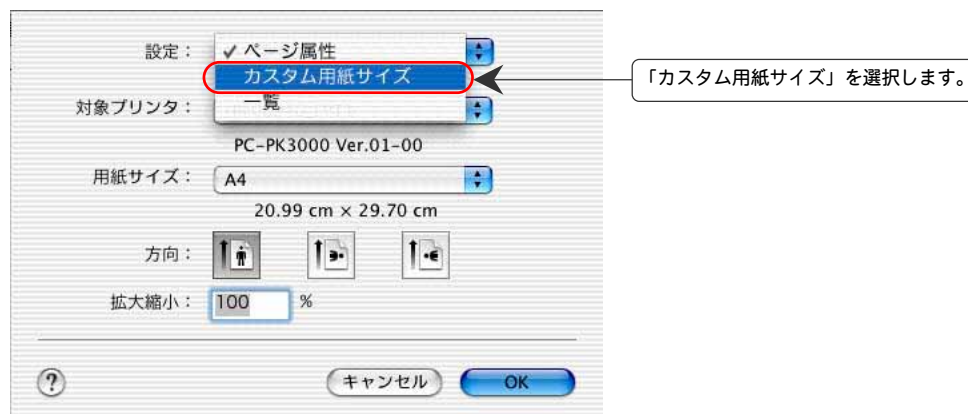 設定：
✓ページ属性
カスタム用紙サイズ
「カスタム用紙サイズ」を選択します。
一覧
対象プリンタ：
PC-PK3000 Ver.01-00
用紙サイズ： A4
20.99 cm × 29.70 cm
方向：
拡大縮小： 100 %
?
キャンセル OK